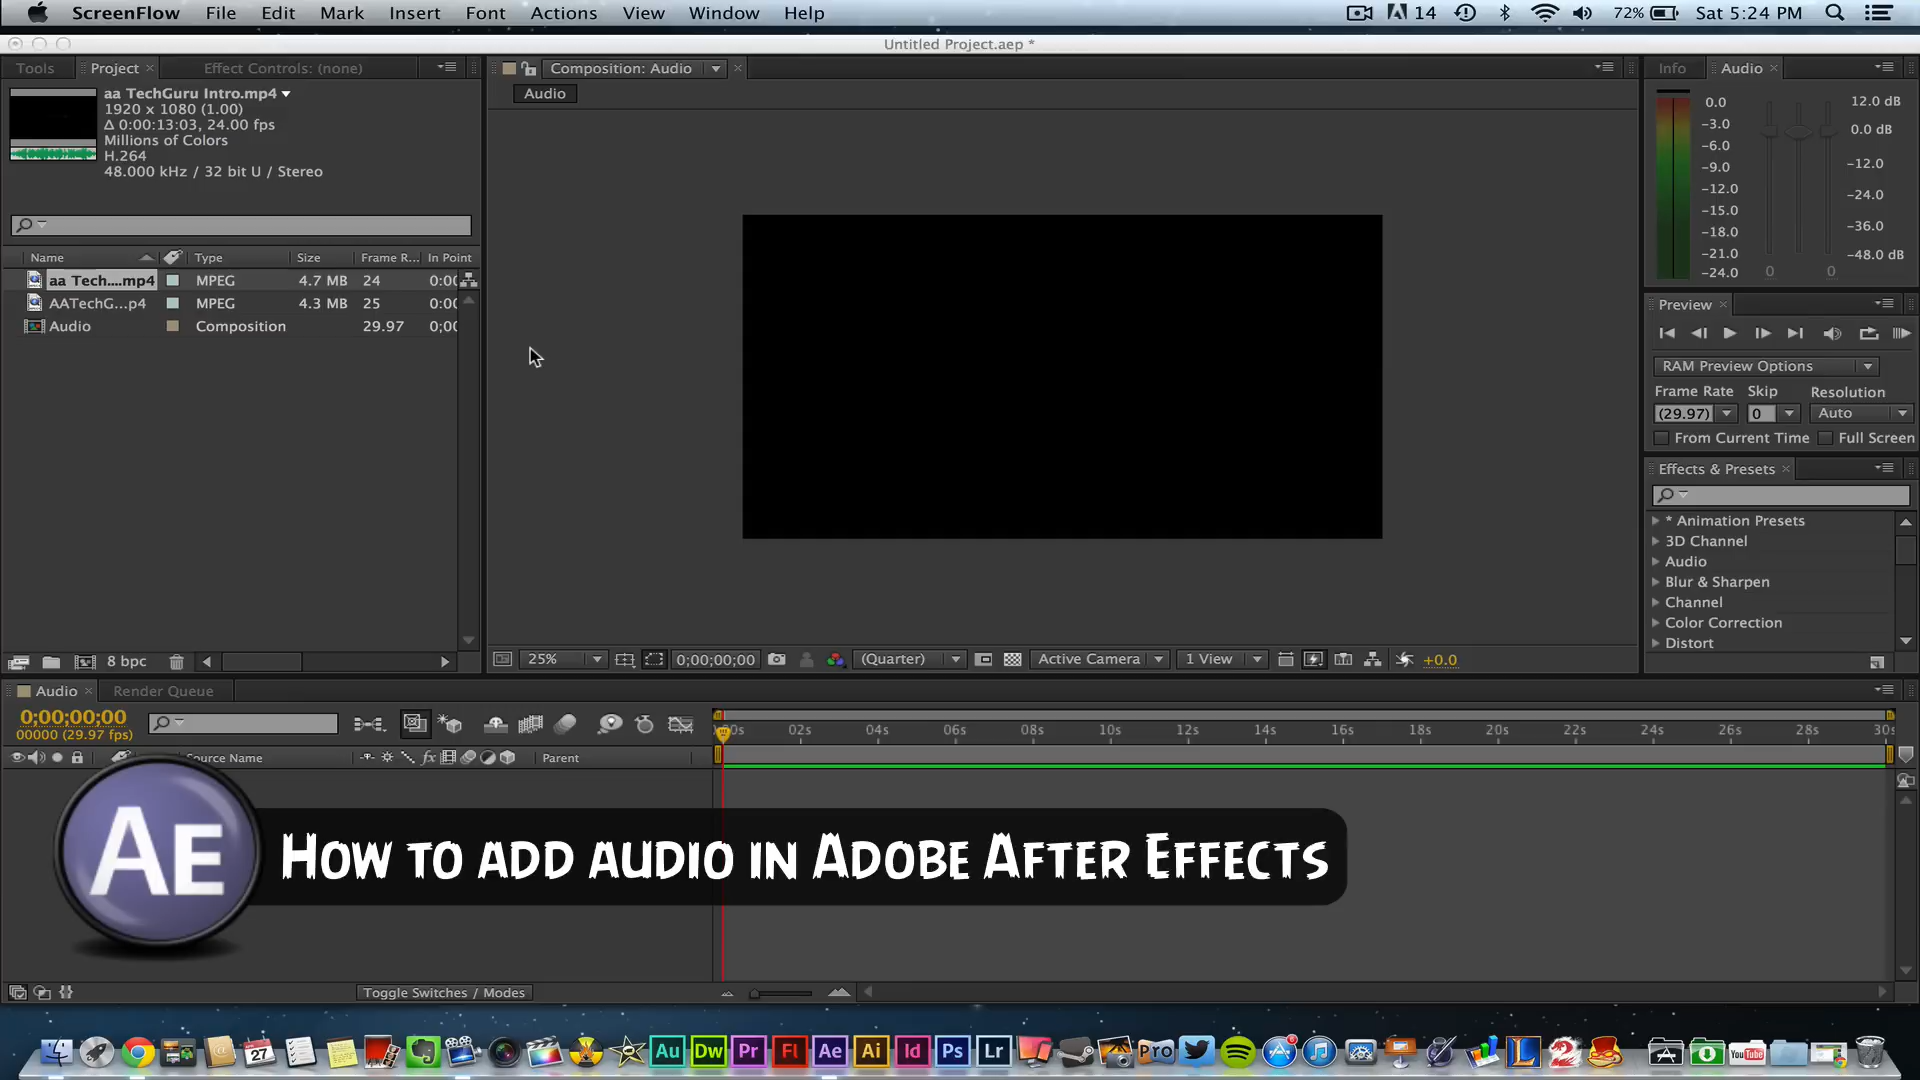 ScreenFlow File Edit Mark Insert Font Actions View Window Help 14 72% Sat 5:24 PM
Untitled Project.aep *
Tools Project Effect Controls: (none) Composition: Audio Info Audio
aa TechGuru Intro.mp4
1920 x 1080 (1.00)
Δ 0:00:13:03, 24.00 fps
Millions of Colors
H.264
48.000 kHz / 32 bit U / Stereo
Audio
0.0
-3.0
-6.0
-9.0
-12.0
-15.0
-18.0
-21.0
-24.0
12.0 dB
0.0 dB
-12.0
-24.0
-36.0
-48.0 dB
0 0
Name Type Size Frame R... In Point
aa Tech....mp4 MPEG 4.7 MB 24 0:00
AATechG...p4 MPEG 4.3 MB 25 0:00
Audio Composition 29.97 0;00
Preview
RAM Preview Options
Frame Rate Skip Resolution
(29.97) 0 Auto
From Current Time Full Screen
Effects & Presets
* Animation Presets
3D Channel
Audio
Blur & Sharpen
Channel
Color Correction
Distort
8 bpc
25% 0;00;00;00 (Quarter) Active Camera 1 View +0.0
Audio Render Queue
0;00;00;00
00000 (29.97 fps)
00s 02s 04s 06s 08s 10s 12s 14s 16s 18s 20s 22s 24s 26s 28s 30s
Source Name fx Parent
AE
How to add audio in Adobe After Effects
Toggle Switches / Modes
27 Au Dw Pr Fl Ae Ai Id Ps Lr Pro L 2 YouTube